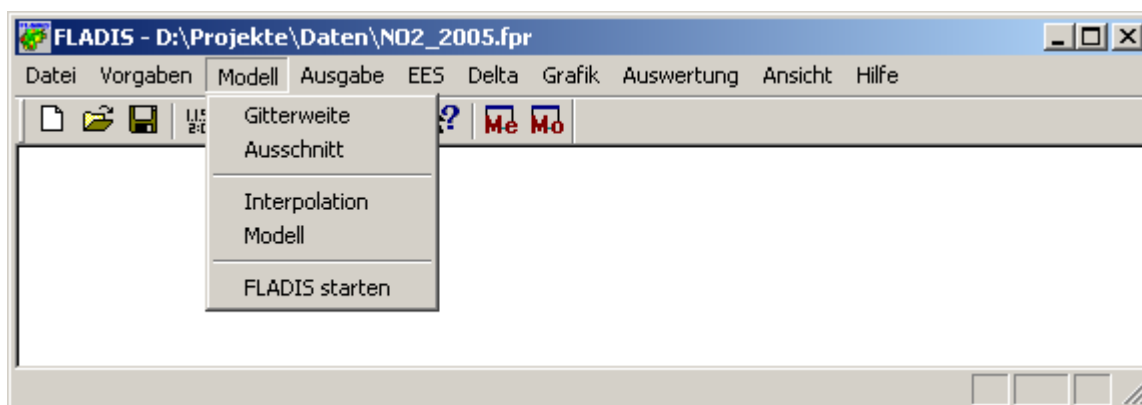 FLADIS - D:\Projekte\Daten\NO2_2005.fpr
Datei Vorgaben Modell Ausgabe EES Delta Grafik Auswertung Ansicht Hilfe
Me Mo
Gitterweite
Ausschnitt
Interpolation
Modell
FLADIS starten